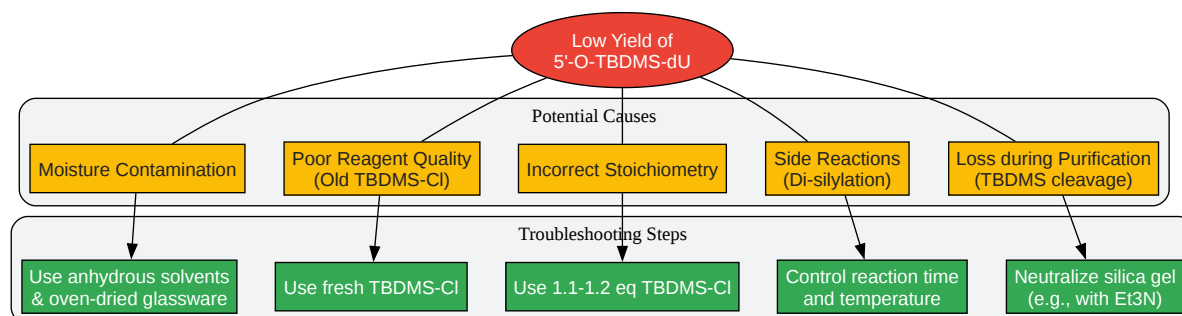 Low Yield of
5'-O-TBDMS-dU
Potential Causes
Moisture Contamination
Poor Reagent Quality
(Old TBDMS-Cl)
Incorrect Stoichiometry
Side Reactions
(Di-silylation)
Loss during Purification
(TBDMS cleavage)
Troubleshooting Steps
Use anhydrous solvents
& oven-dried glassware
Use fresh TBDMS-Cl
Use 1.1-1.2 eq TBDMS-Cl
Control reaction time
and temperature
Neutralize silica gel
(e.g., with Et3N)